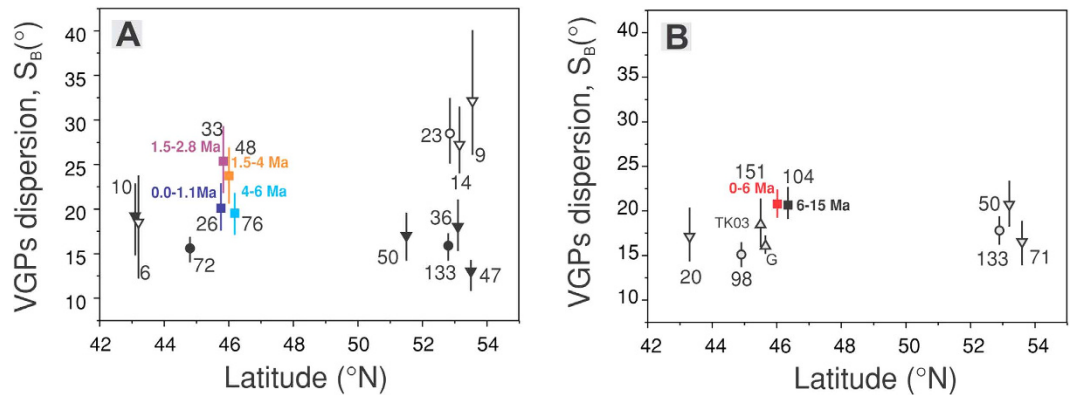 A
VGPs dispersion, S_B(°)
40
35
30
25
20
15
10
33
48
1.5-2.8 Ma
1.5-4 Ma
10
0.0-1.1Ma
4-6 Ma
26
76
6
72
23
14
9
36
50
133
47
42 44 46 48 50 52 54
Latitude (°N)
B
VGPs dispersion, S_B(°)
40
35
30
25
20
15
10
151
104
0-6 Ma
6-15 Ma
TK03
G
20
98
50
133
71
42 44 46 48 50 52 54
Latitude (°N)